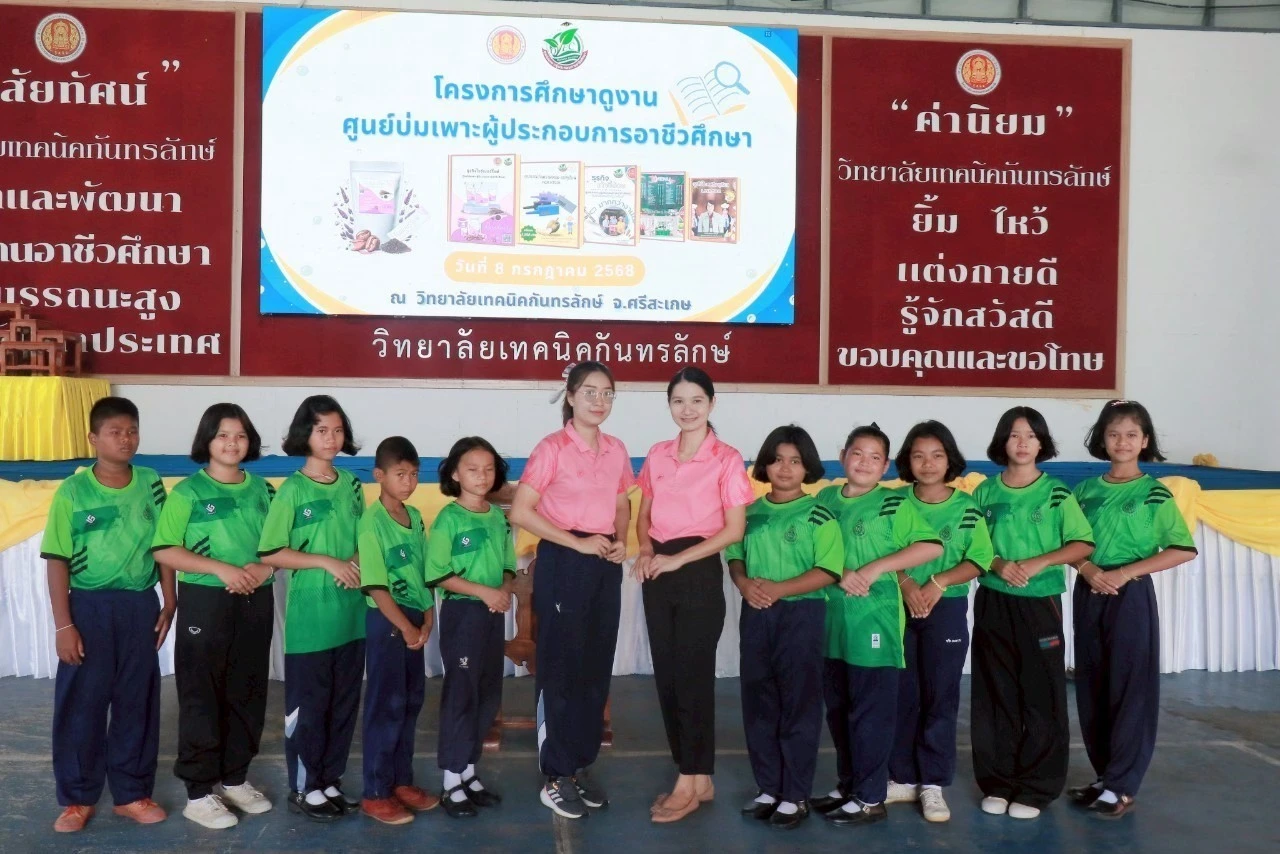 สัยทัศน์ ”
ยเทคนิคกันทรลักษ์
และพัฒนา
านอาชีวศึกษา
มรรถนะสูง
าประเทศ
โครงการศึกษาดูงาน
ศูนย์บ่มเพาะผู้ประกอบการอาชีวศึกษา
ธุรกิจ
วันที่ 8 กรกฎาคม 2568
ณ วิทยาลัยเทคนิคกันทรลักษ์ จ.ศรีสะเกษ
วิทยาลัยเทคนิคกันทรลักษ์
“ ค่านิยม ”
วิทยาลัยเทคนิคกันทรลักษ์
ยิ้ม ไหว้
แต่งกายดี
รู้จักสวัสดี
ขอบคุณและขอโทษ